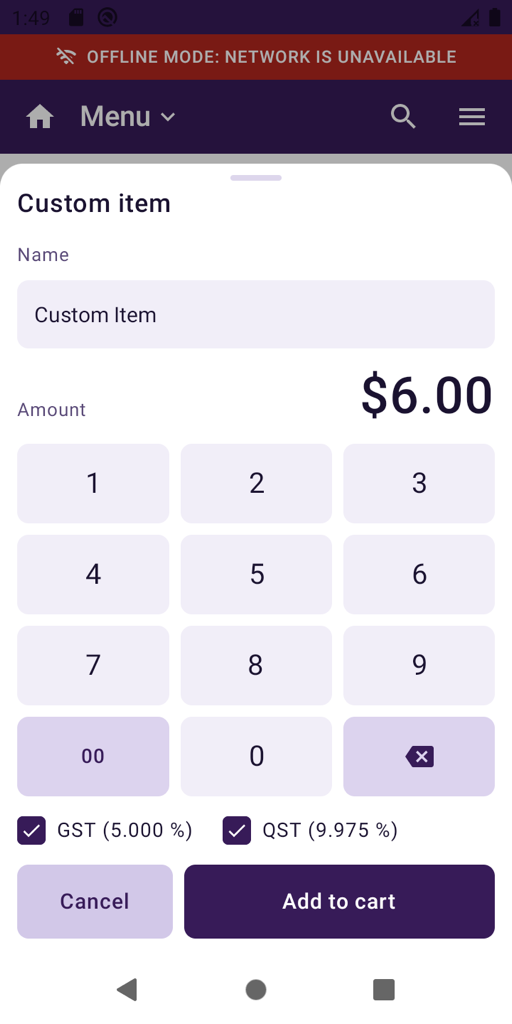 1:49
OFFLINE MODE: NETWORK IS UNAVAILABLE
Menu
Custom item
Name
Custom Item
Amount
$6.00
1 2 3
4 5 6
7 8 9
00 0
GST (5.000 %) QST (9.975 %)
Cancel Add to cart